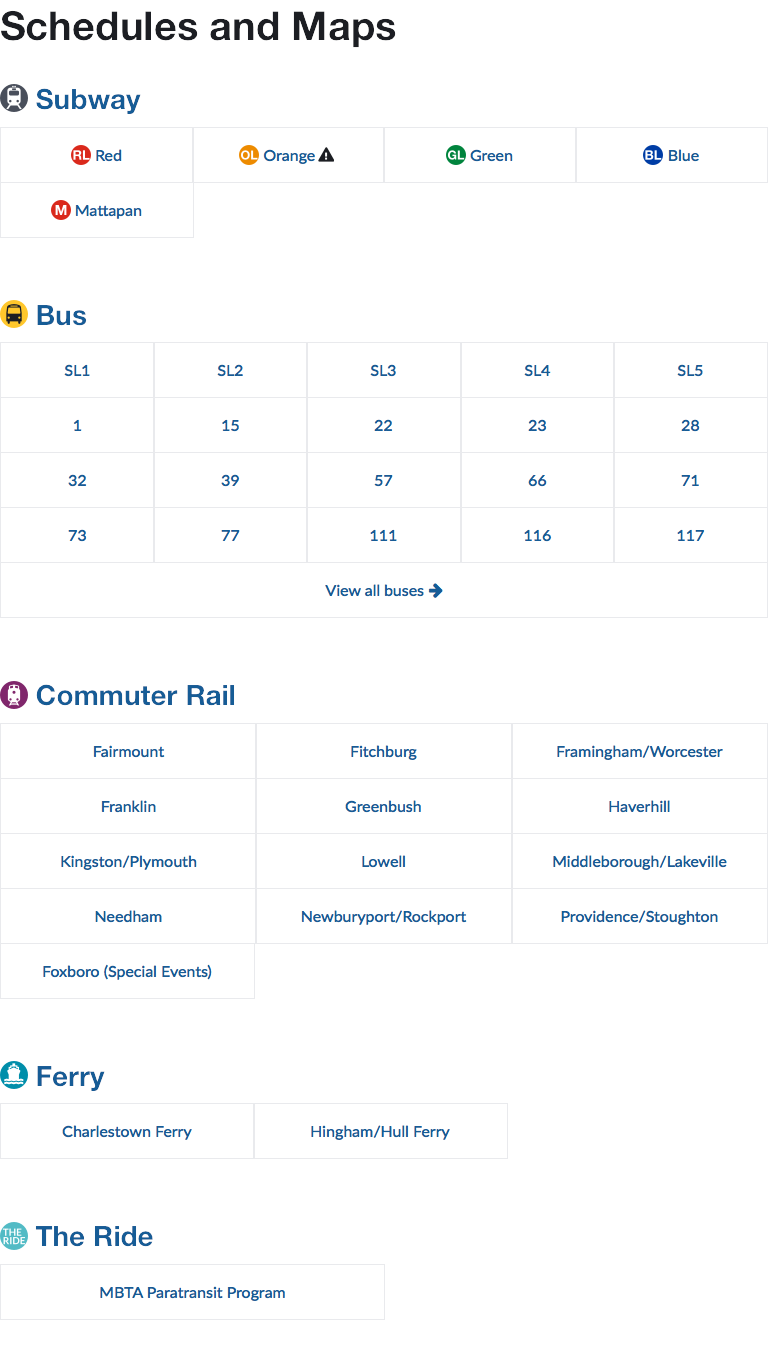 Schedules and Maps
Subway
RL Red OL Orange GL Green BL Blue
M Mattapan
Bus
SL1 SL2 SL3 SL4 SL5
1 15 22 23 28
32 39 57 66 71
73 77 111 116 117
View all buses
Commuter Rail
Fairmount Fitchburg Framingham/Worcester
Franklin Greenbush Haverhill
Kingston/Plymouth Lowell Middleborough/Lakeville
Needham Newburyport/Rockport Providence/Stoughton
Foxboro (Special Events)
Ferry
Charlestown Ferry Hingham/Hull Ferry
THE RIDE The Ride
MBTA Paratransit Program